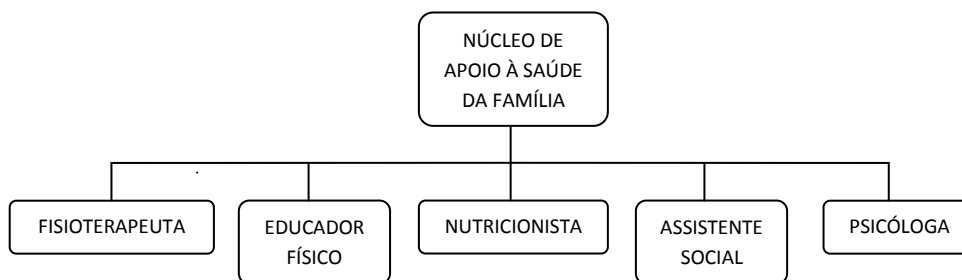 NÚCLEO DE
APOIO À SAÚDE
DA FAMÍLIA
FISIOTERAPEUTA
EDUCADOR
FÍSICO
NUTRICIONISTA
ASSISTENTE
SOCIAL
PSICÓLOGA